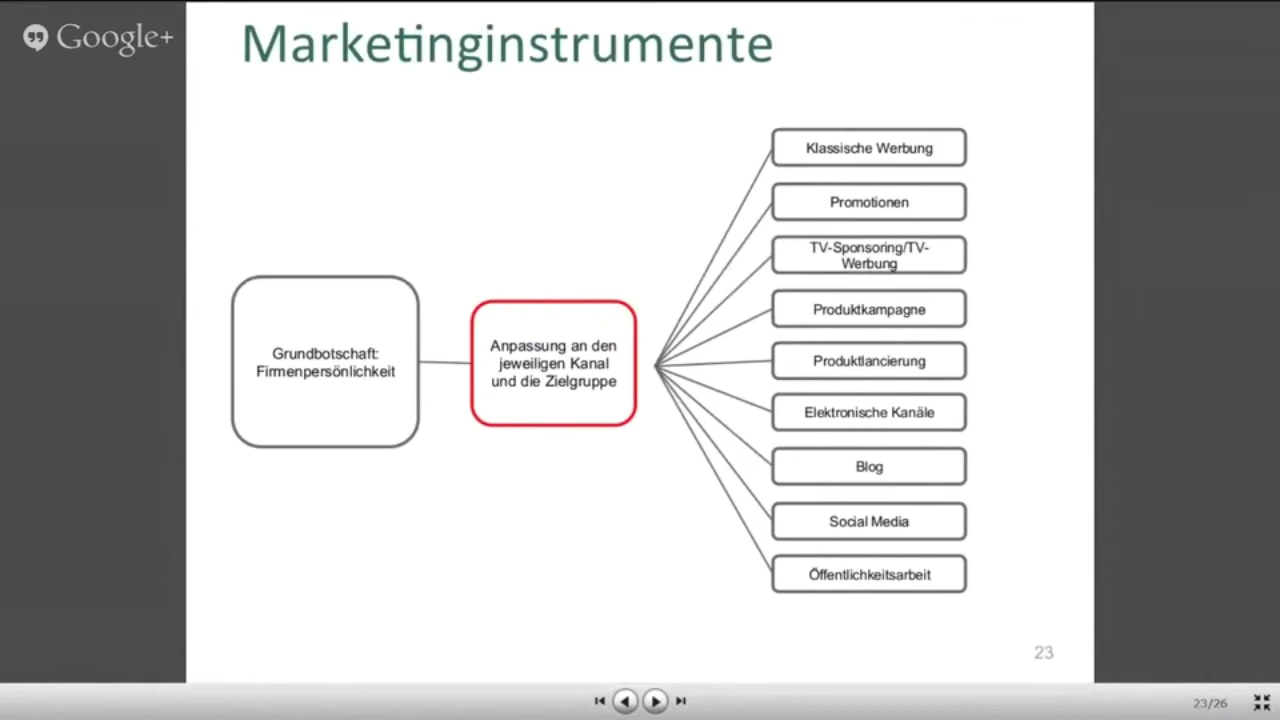 Google+
Marketinginstrumente
Klassische Werbung
Promotionen
TV-Sponsoring/TV-
Werbung
Produktkampagne
Grundbotschaft:
Firmenpersönlichkeit
Anpassung an den
jeweiligen Kanal
und die Zielgruppe
Produktlancierung
Elektronische Kanäle
Blog
Social Media
Öffentlichkeitsarbeit
23
23/26